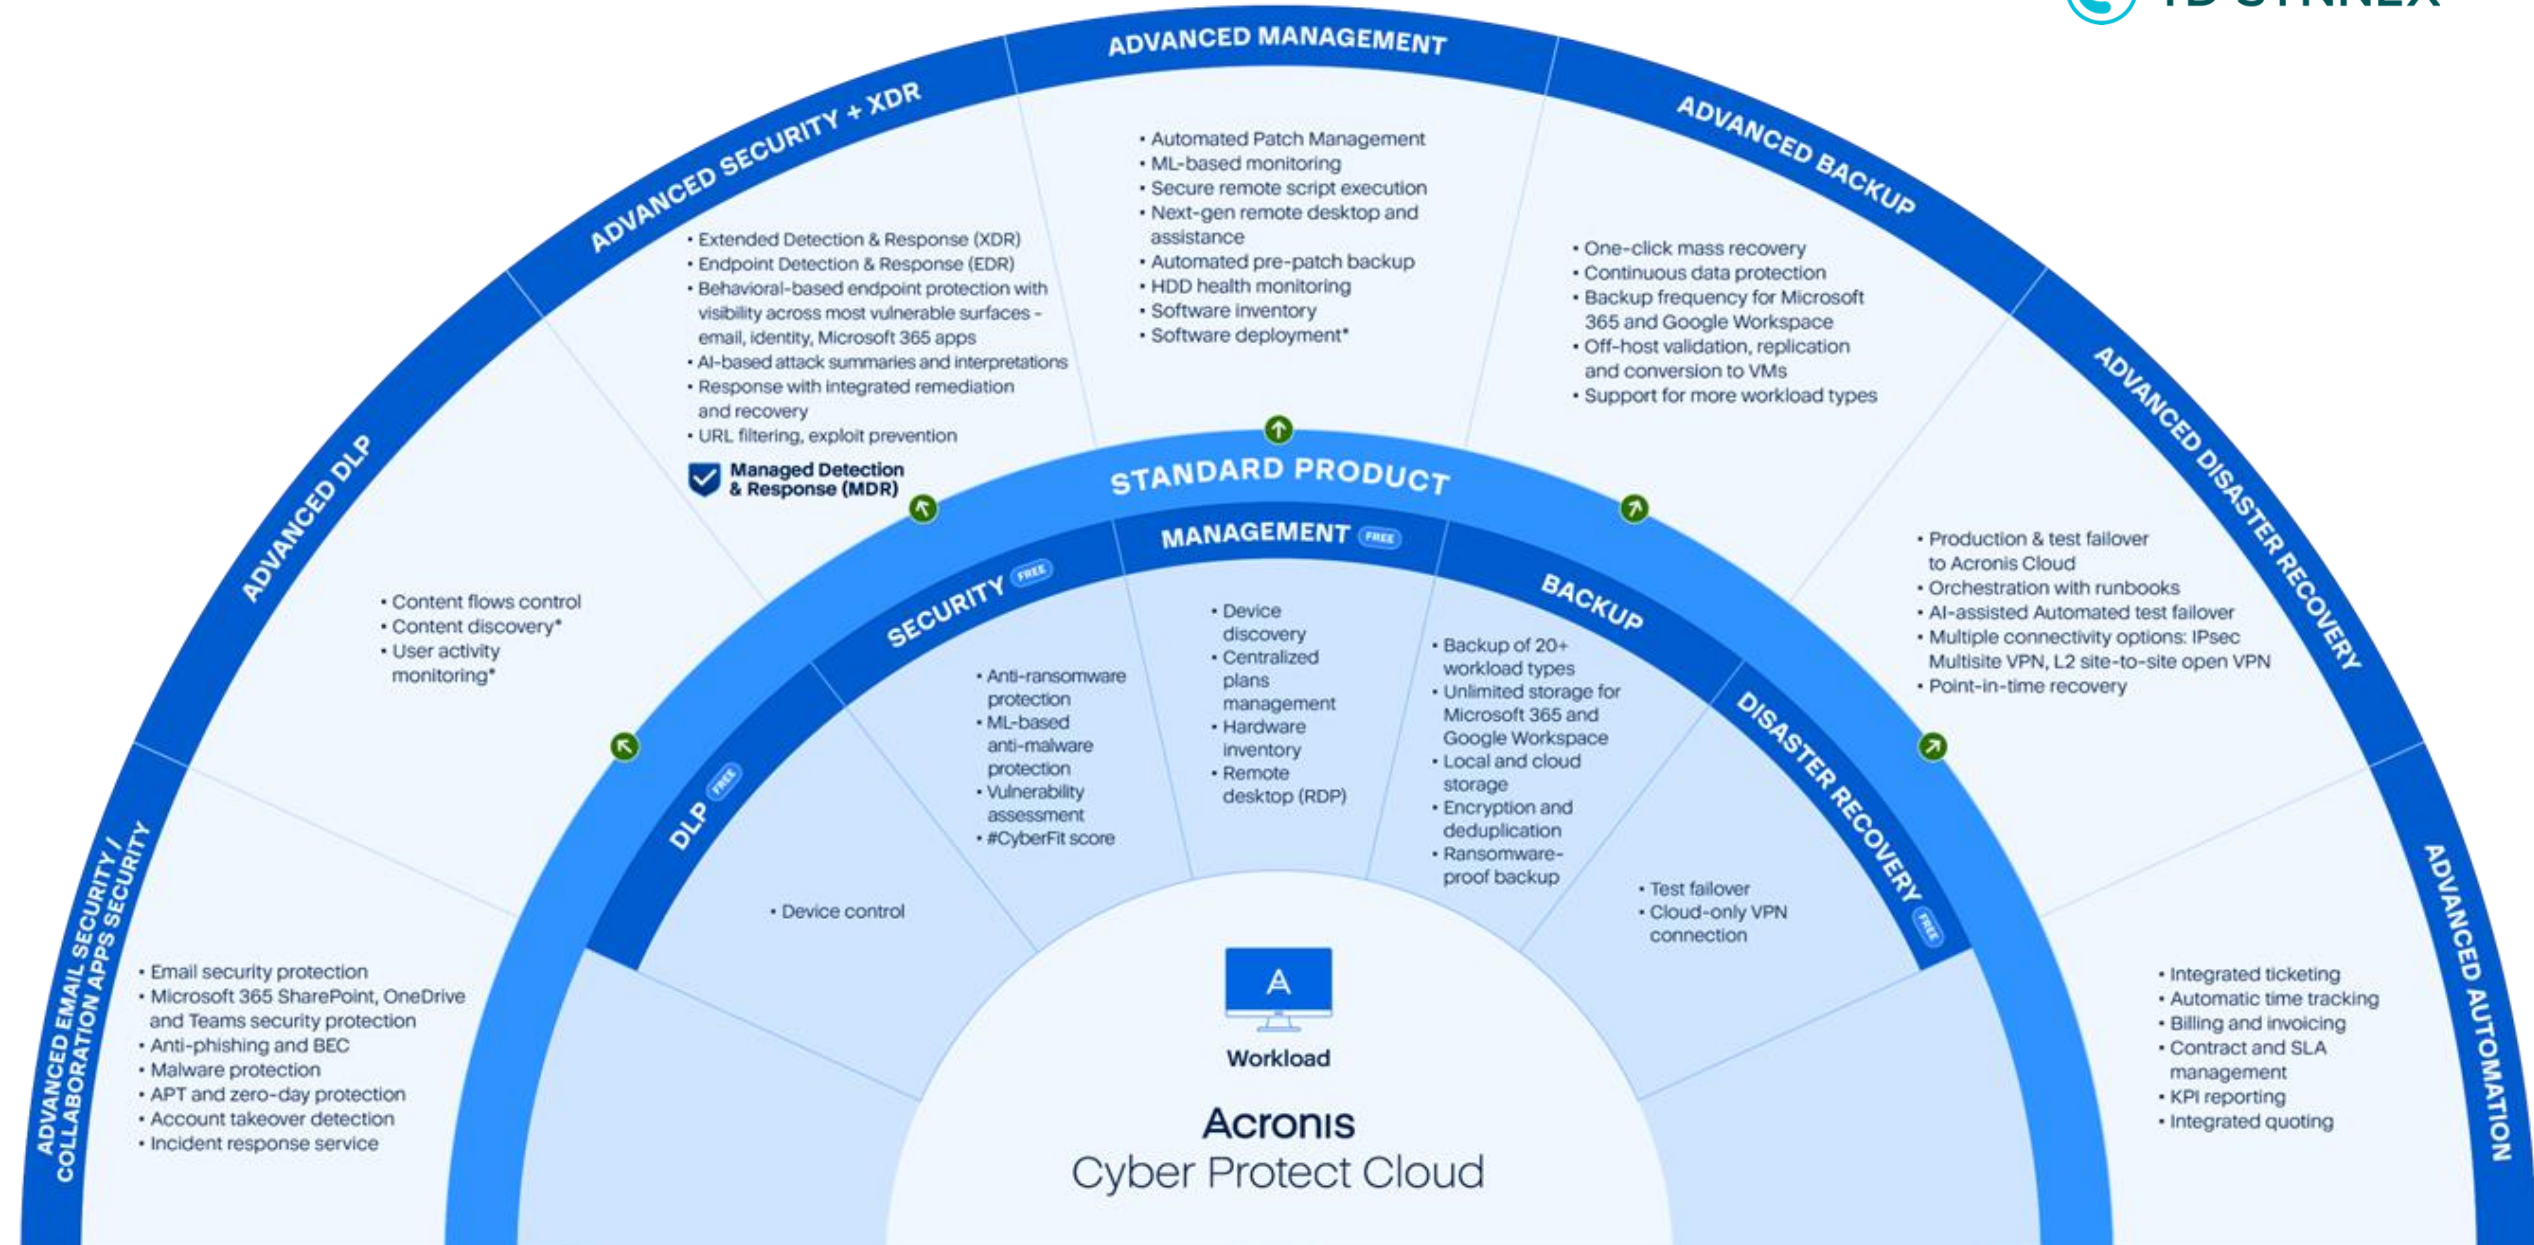 TD SYNNEX
ADVANCED MANAGEMENT
• Automated Patch Management
• ML-based monitoring
• Secure remote script execution
• Next-gen remote desktop and
assistance
• Automated pre-patch backup
• HDD health monitoring
• Software inventory
• Software deployment*
ADVANCED SECURITY + XDR
• Extended Detection & Response (XDR)
• Endpoint Detection & Response (EDR)
• Behavioral-based endpoint protection with
visibility across most vulnerable surfaces -
email, identity, Microsoft 365 apps
• AI-based attack summaries and interpretations
• Response with integrated remediation
and recovery
• URL filtering, exploit prevention
Managed Detection
& Response (MDR)
ADVANCED BACKUP
• One-click mass recovery
• Continuous data protection
• Backup frequency for Microsoft
365 and Google Workspace
• Off-host validation, replication
and conversion to VMs
• Support for more workload types
ADVANCED DLP
• Content flows control
• Content discovery*
• User activity
monitoring*
ADVANCED DISASTER RECOVERY
• Production & test failover
to Acronis Cloud
• Orchestration with runbooks
• AI-assisted Automated test failover
• Multiple connectivity options: IPsec
Multisite VPN, L2 site-to-site open VPN
• Point-in-time recovery
ADVANCED EMAIL SECURITY /
COLLABORATION APPS SECURITY
• Email security protection
• Microsoft 365 SharePoint, OneDrive
and Teams security protection
• Anti-phishing and BEC
• Malware protection
• APT and zero-day protection
• Account takeover detection
• Incident response service
ADVANCED AUTOMATION
• Integrated ticketing
• Automatic time tracking
• Billing and invoicing
• Contract and SLA
management
• KPI reporting
• Integrated quoting
STANDARD PRODUCT
DLP FREE
• Device control
SECURITY FREE
• Anti-ransomware
protection
• ML-based
anti-malware
protection
• Vulnerability
assessment
• #CyberFit score
MANAGEMENT FREE
• Device
discovery
• Centralized
plans
management
• Hardware
inventory
• Remote
desktop (RDP)
BACKUP
• Backup of 20+
workload types
• Unlimited storage for
Microsoft 365 and
Google Workspace
• Local and cloud
storage
• Encryption and
deduplication
• Ransomware-
proof backup
DISASTER RECOVERY FREE
• Test failover
• Cloud-only VPN
connection
Workload
Acronis
Cyber Protect Cloud